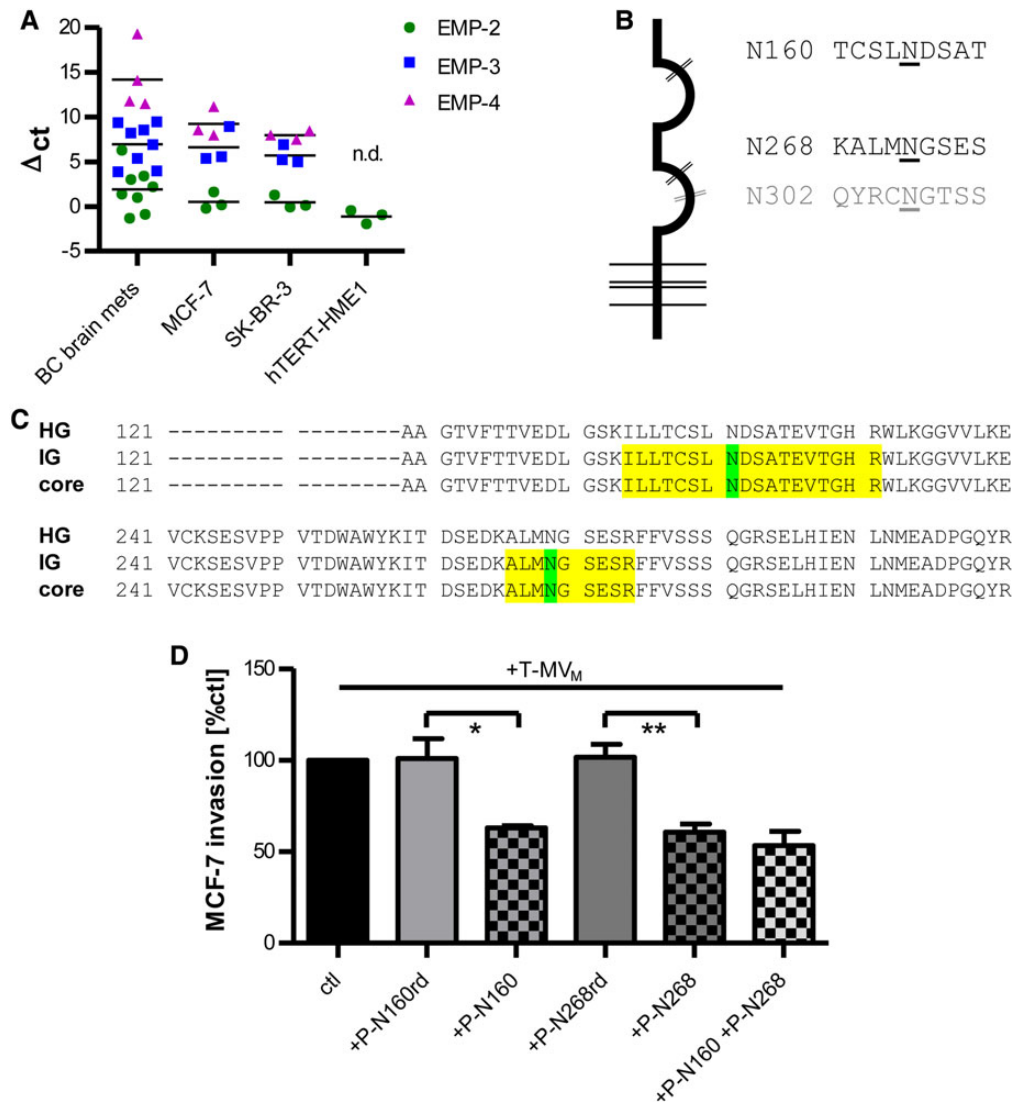 A
20
15
10
5
0
-5
Δct
EMP-2
EMP-3
EMP-4
n.d.
BC brain mets
MCF-7
SK-BR-3
hTERT-HME1
B
N160 TCSLNDSAT
N268 KALMNGSES
N302 QYRCNGTSS
C
HG 121 --------- --------AA GTVFTTVEDL GSKILLTCSL NDSATEVTGH RWLKGGVVLKE
IG 121 --------- --------AA GTVFTTVEDL GSKILLTCSL NDSATEVTGH RWLKGGVVLKE
core 121 --------- --------AA GTVFTTVEDL GSKILLTCSL NDSATEVTGH RWLKGGVVLKE
HG 241 VCKSESVPP VTDWAWYKIT DSEDKALMNG SESRFFVSSS QGRSELHIEN LNMEADPGQYR
IG 241 VCKSESVPP VTDWAWYKIT DSEDKALMNG SESRFFVSSS QGRSELHIEN LNMEADPGQYR
core 241 VCKSESVPP VTDWAWYKIT DSEDKALMNG SESRFFVSSS QGRSELHIEN LNMEADPGQYR
D
+T-MVM
* **
150
100
50
0
MCF-7 invasion [%ctl]
ctl
+P-N160rd
+P-N160
+P-N268rd
+P-N268
+P-N160 +P-N268